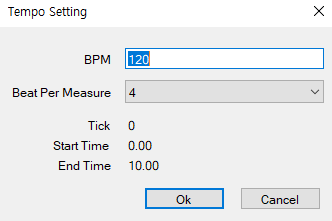 Tempo Setting
BPM 120
Beat Per Measure 4
Tick 0
Start Time 0.00
End Time 10.00
Ok Cancel